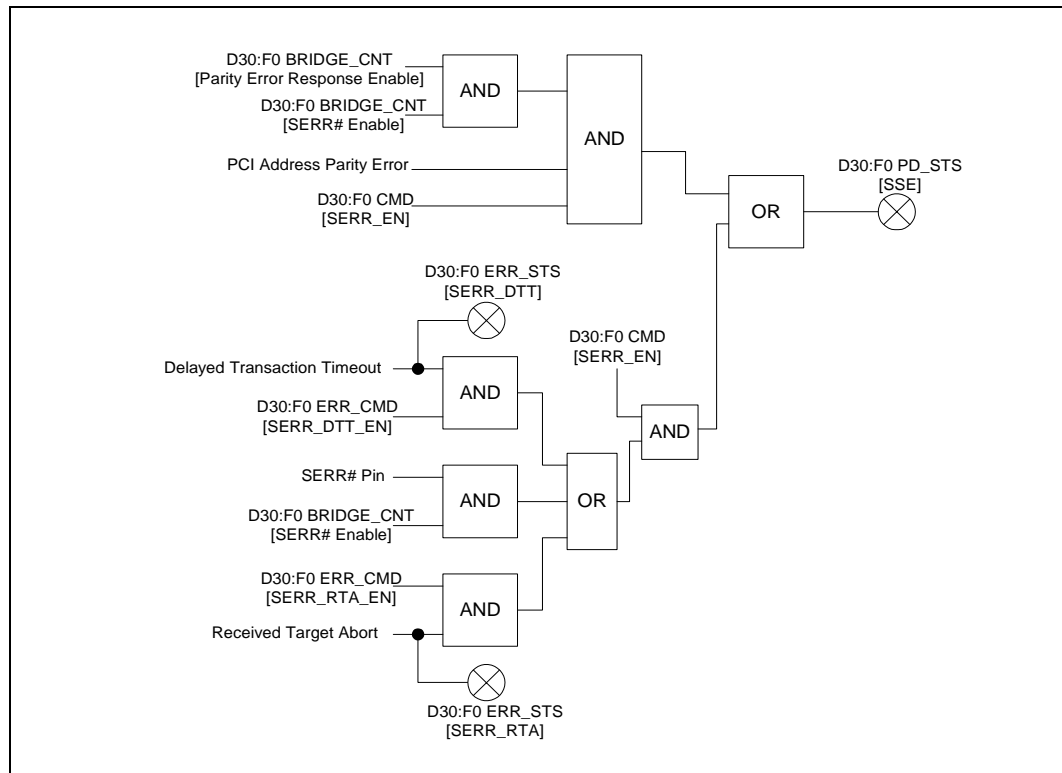 D30:F0 BRIDGE_CNT
[Parity Error Response Enable]
AND
D30:F0 BRIDGE_CNT
[SERR# Enable]
AND
PCI Address Parity Error
D30:F0 CMD
[SERR_EN]
OR
D30:F0 PD_STS
[SSE]
D30:F0 ERR_STS
[SERR_DTT]
D30:F0 CMD
[SERR_EN]
Delayed Transaction Timeout
AND
D30:F0 ERR_CMD
[SERR_DTT_EN]
AND
SERR# Pin
AND
OR
D30:F0 BRIDGE_CNT
[SERR# Enable]
D30:F0 ERR_CMD
[SERR_RTA_EN]
AND
Received Target Abort
D30:F0 ERR_STS
[SERR_RTA]